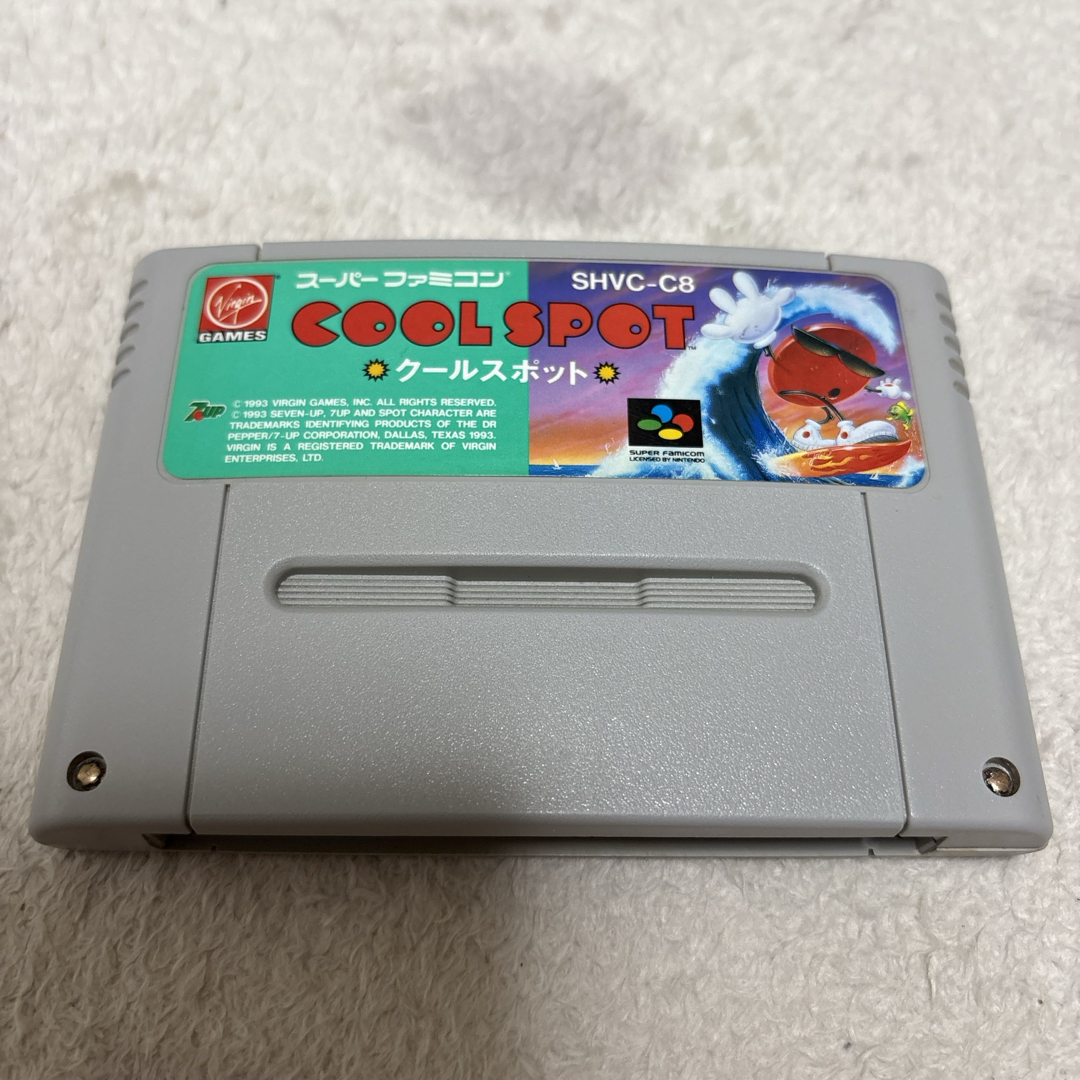 Virgin
GAMES
スーパーファミコン®
SHVC-C8
COOL SPOT™
クールスポット
7UP
© 1993 VIRGIN GAMES, INC. ALL RIGHTS RESERVED.
© 1993 SEVEN-UP, 7UP AND SPOT CHARACTER ARE
TRADEMARKS IDENTIFYING PRODUCTS OF THE DR
PEPPER/7-UP CORPORATION, DALLAS, TEXAS 1993.
VIRGIN IS A REGISTERED TRADEMARK OF VIRGIN
ENTERPRISES, LTD.
SUPER FAMICOM
LICENSED BY NINTENDO